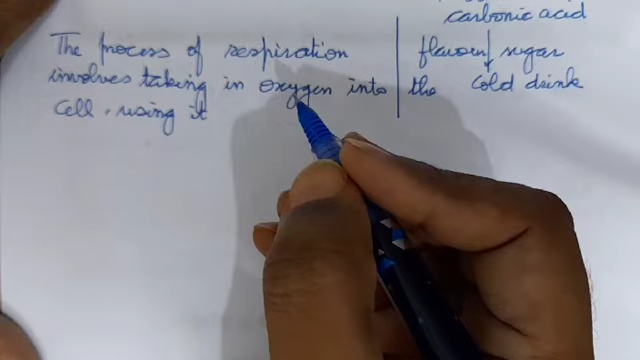 carbonic acid
The process of respiration
flavour sugar
involves taking in oxygen into the
cold drink
cell, using it